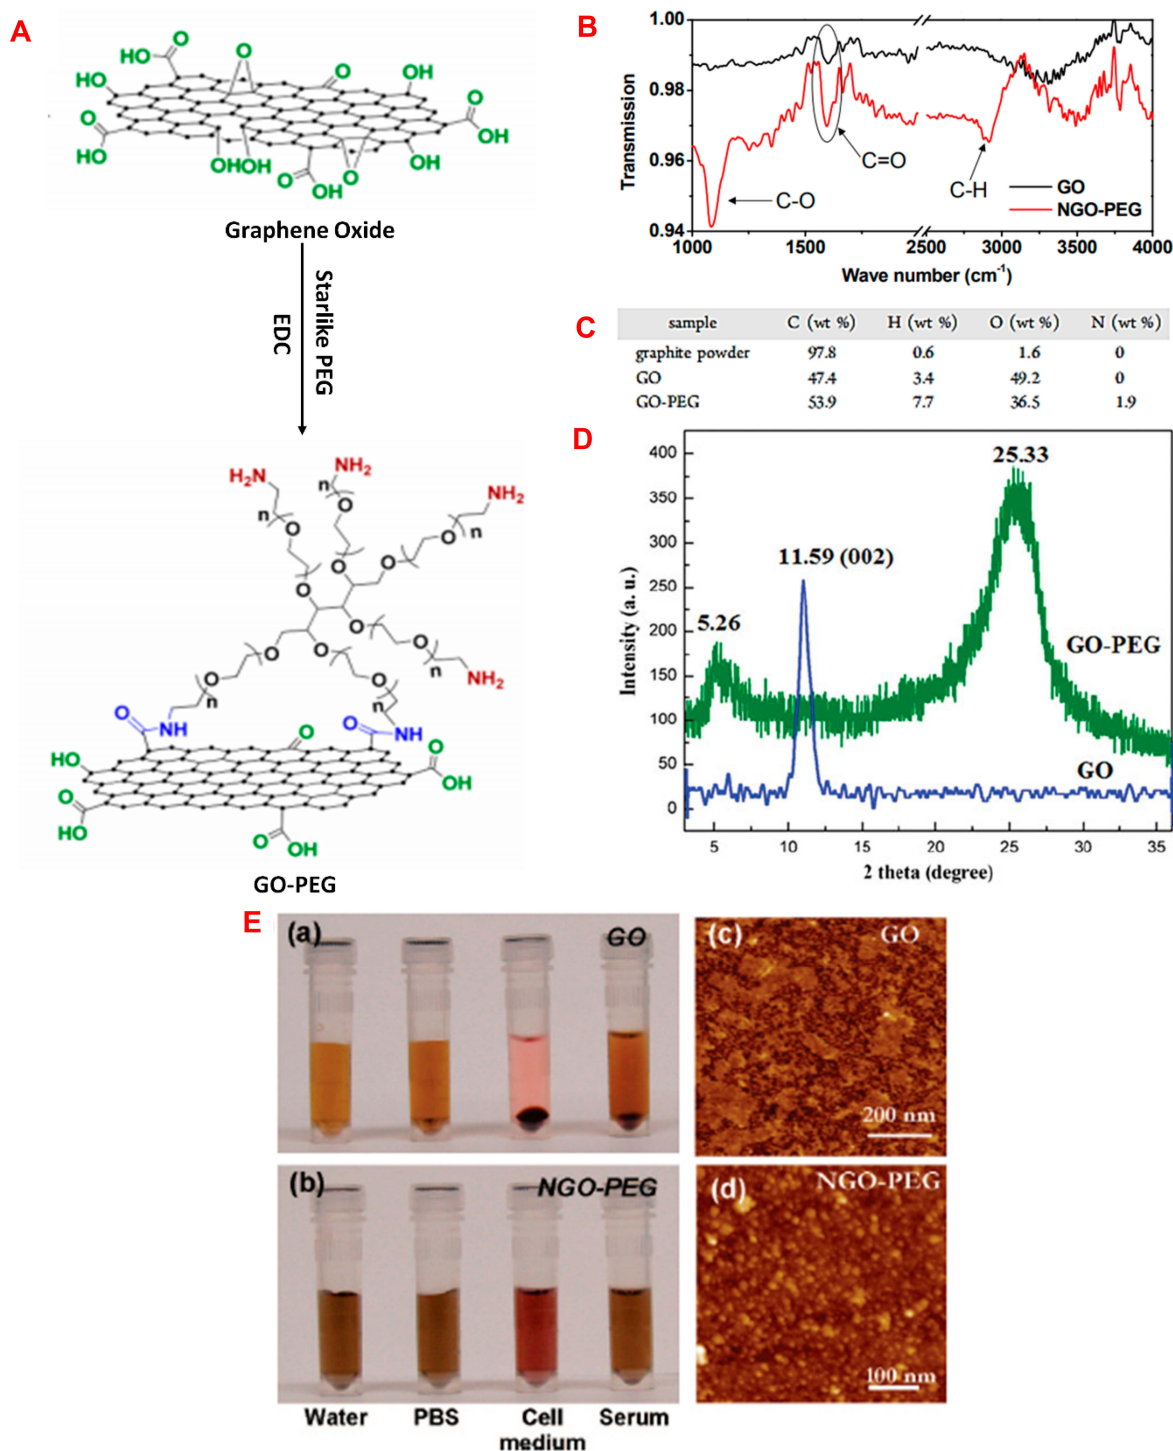 A
HO
O
O
O
OH
HO
O
OH
O
HO
OH
OH
O
OH
O
OH
Graphene Oxide
Starlike PEG
EDC
H2N
NH2
NH2
n
n
n
O
O
O
O
O
O
O
O
O
O
n
NH2
O
O
O
n
n
O
NH
O
NH
HO
O
O
OH
O
HO
O
OH
GO-PEG
B
1.00
0.98
0.96
0.94
Transmission
C=O
C-O
C-H
GO
NGO-PEG
1000 1500 2500 3000 3500 4000
Wave number (cm-1)
C
sample C (wt %) H (wt %) O (wt %) N (wt %)
graphite powder 97.8 0.6 1.6 0
GO 47.4 3.4 49.2 0
GO-PEG 53.9 7.7 36.5 1.9
D
400
350
300
250
200
150
100
50
0
Intensity (a. u.)
25.33
11.59 (002)
5.26
GO-PEG
GO
5 10 15 20 25 30 35
2 theta (degree)
E
(a) GO
(c) GO
200 nm
(b) NGO-PEG
(d) NGO-PEG
100 nm
Water PBS Cell medium Serum